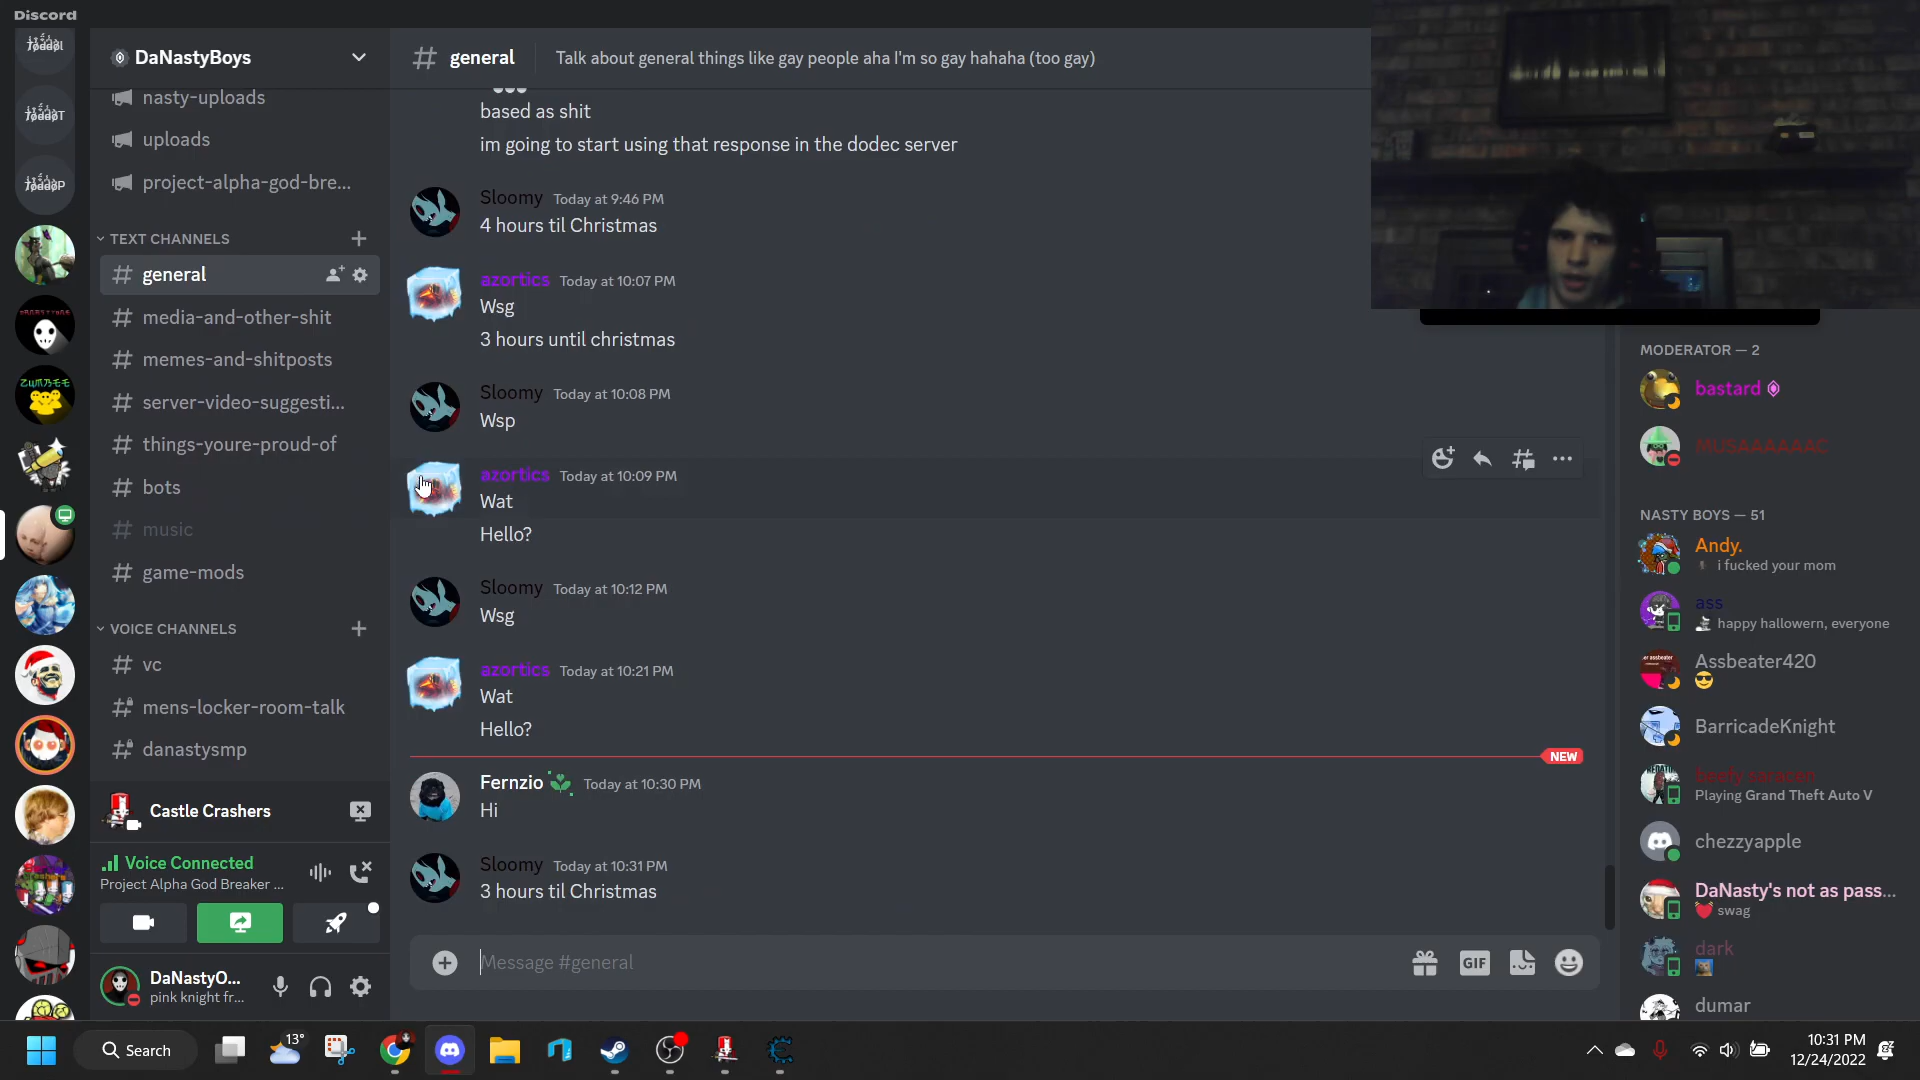 Discord
DaNastyBoys
nasty-uploads
uploads
project-alpha-god-bre...
TEXT CHANNELS
general
media-and-other-shit
memes-and-shitposts
server-video-suggesti...
things-youre-proud-of
bots
music
game-mods
VOICE CHANNELS
vc
mens-locker-room-talk
danastysmp
Castle Crashers
Voice Connected
Project Alpha God Breaker ...
DaNastyO...
pink knight fr...
general
Talk about general things like gay people aha I'm so gay hahaha (too gay)
based as shit
im going to start using that response in the dodec server
Sloomy Today at 9:46 PM
4 hours til Christmas
azortics Today at 10:07 PM
Wsg
3 hours until christmas
Sloomy Today at 10:08 PM
Wsp
azortics Today at 10:09 PM
Wat
Hello?
Sloomy Today at 10:12 PM
Wsg
azortics Today at 10:21 PM
Wat
Hello?
NEW
Fernzio Today at 10:30 PM
Hi
Sloomy Today at 10:31 PM
3 hours til Christmas
Message #general
GIF
MODERATOR — 2
bastard
MUSAAAAAAC
NASTY BOYS — 51
Andy.
i fucked your mom
ass
happy hallowern, everyone
Assbeater420
BarricadeKnight
Playing Grand Theft Auto V
chezzyapple
DaNasty's not as pass...
swag
dark
dumar
Search
13°
10:31 PM
12/24/2022